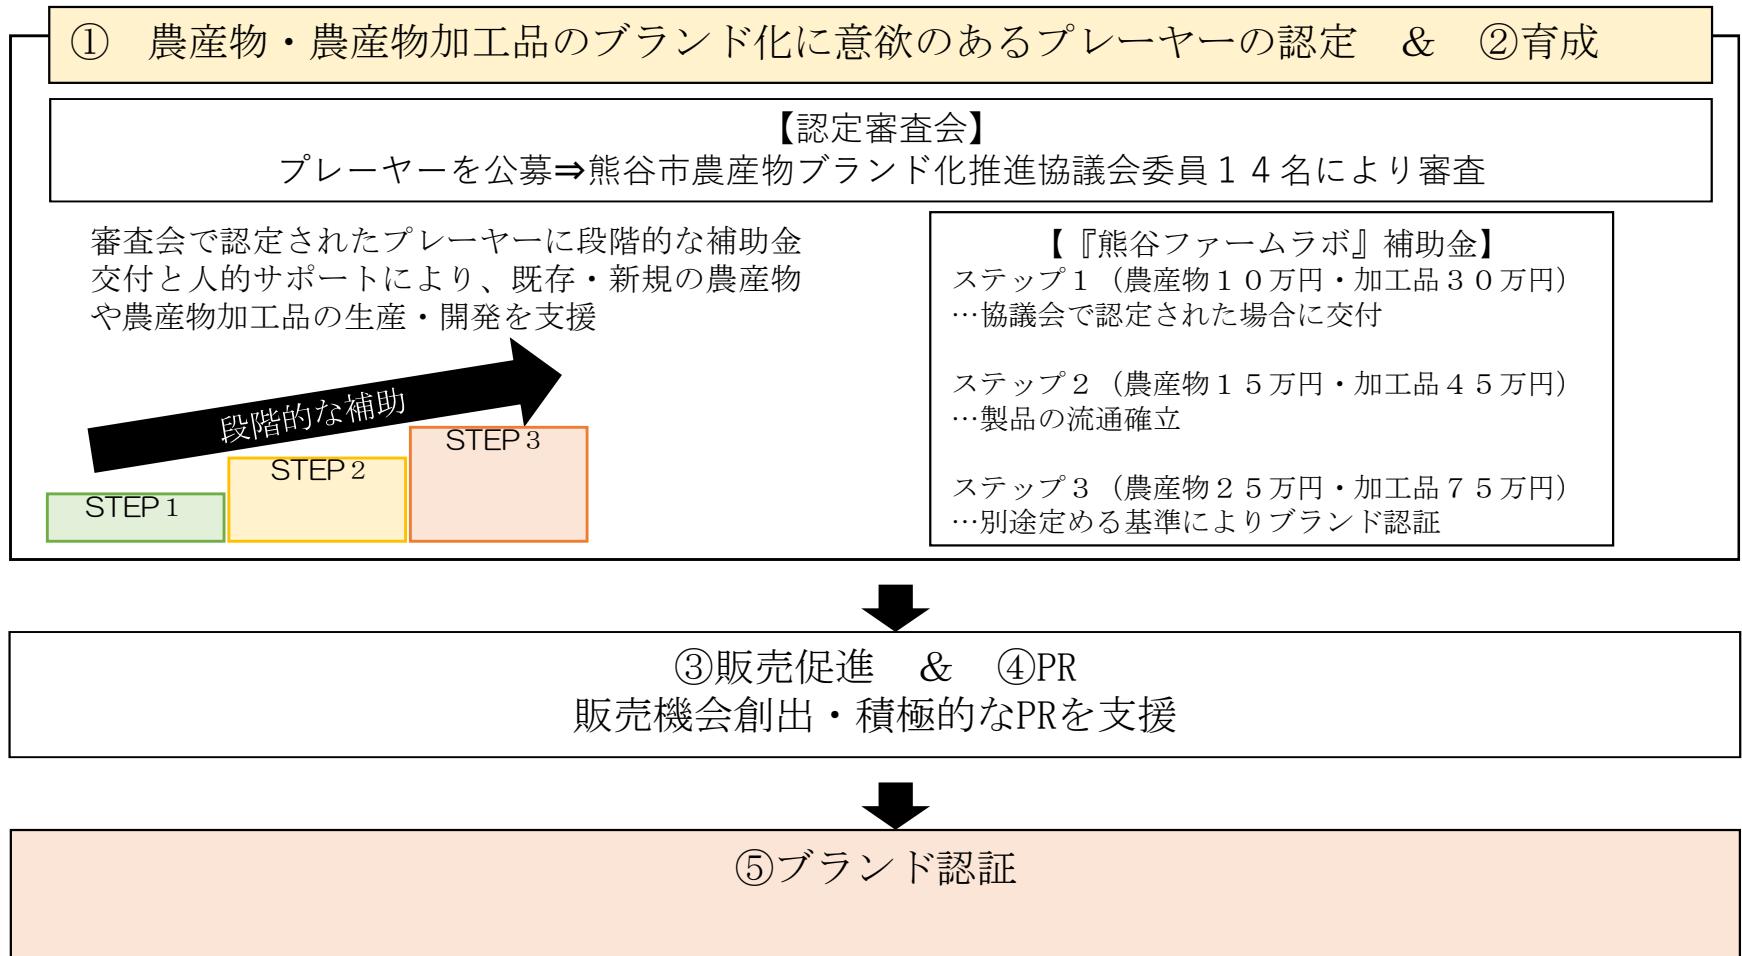 ①　農産物・農産物加工品のブランド化に意欲のあるプレーヤーの認定　＆　②育成
【認定審査会】
プレーヤーを公募⇒熊谷市農産物ブランド化推進協議会委員１４名により審査
審査会で認定されたプレーヤーに段階的な補助金
交付と人的サポートにより、既存・新規の農産物
や農産物加工品の生産・開発を支援
段階的な補助
STEP１
STEP２
STEP３
【『熊谷ファームラボ』補助金】
ステップ１（農産物１０万円・加工品３０万円）
…協議会で認定された場合に交付
ステップ２（農産物１５万円・加工品４５万円）
…製品の流通確立
ステップ３（農産物２５万円・加工品７５万円）
…別途定める基準によりブランド認証
③販売促進　＆　④PR
販売機会創出・積極的なPRを支援
⑤ブランド認証